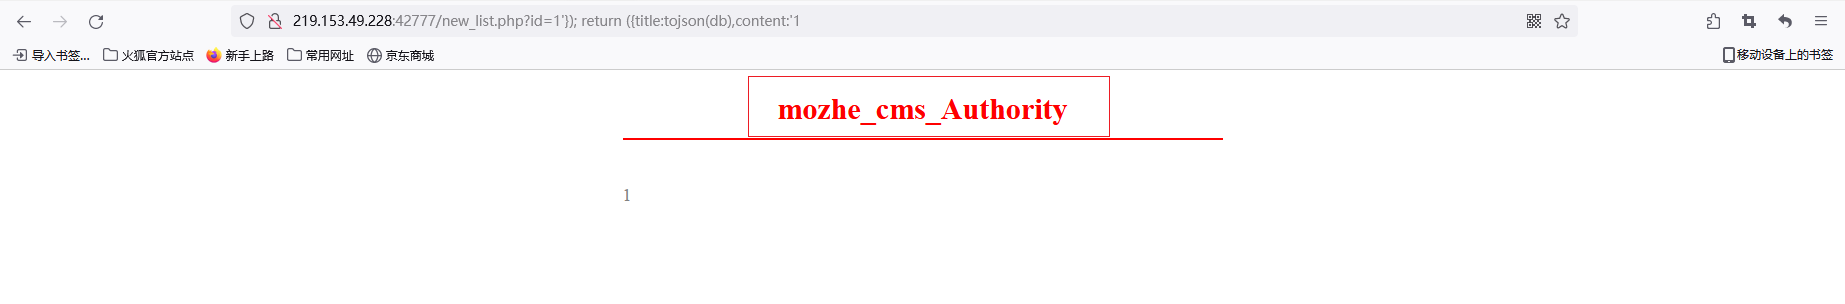 219.153.49.228:42777/new_list.php?id=1'}); return ({title:tojson(db),content:'1
导入书签... 火狐官方站点 新手上路 常用网址 京东商城 移动设备上的书签
mozhe_cms_Authority
1